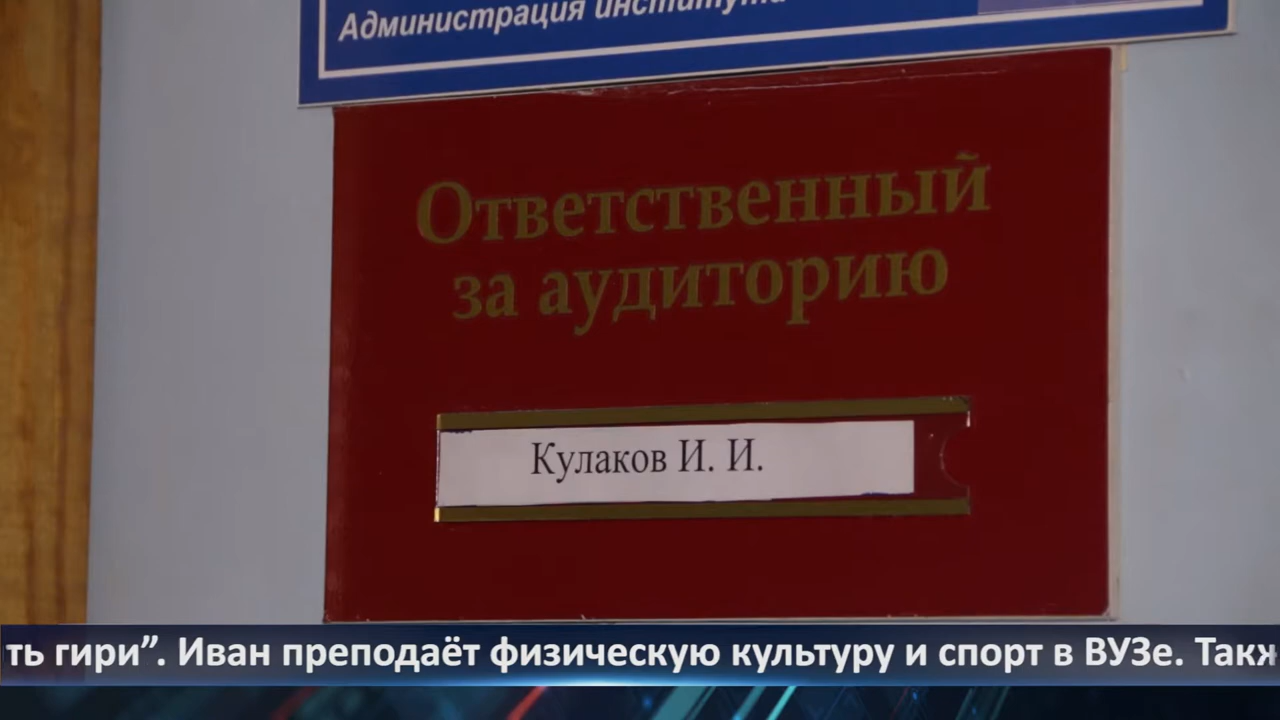 Администрация института
Ответственный
за аудиторию
Кулаков И. И.
ть гири”. Иван преподаёт физическую культуру и спорт в ВУЗе. Такж